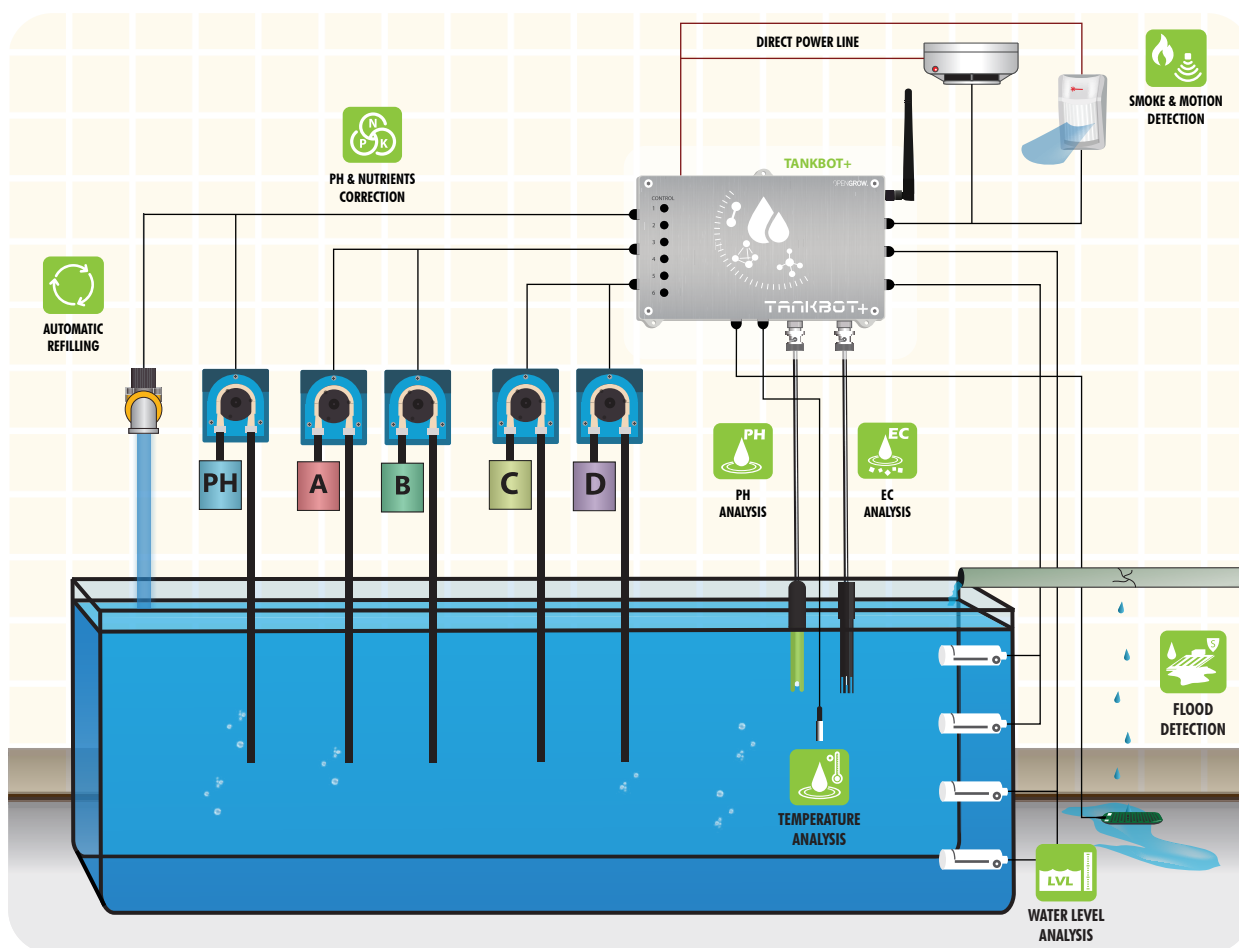 DIRECT POWER LINE
SMOKE & MOTION
DETECTION
N
P K
PH & NUTRIENTS
CORRECTION
TANKBOT+
OPENGROW
CONTROL
1
2
3
4
5
6
TANKBOT+
AUTOMATIC
REFILLING
PH
A
B
C
D
PH
PH
ANALYSIS
EC
EC
ANALYSIS
S
FLOOD
DETECTION
TEMPERATURE
ANALYSIS
LVL
WATER LEVEL
ANALYSIS